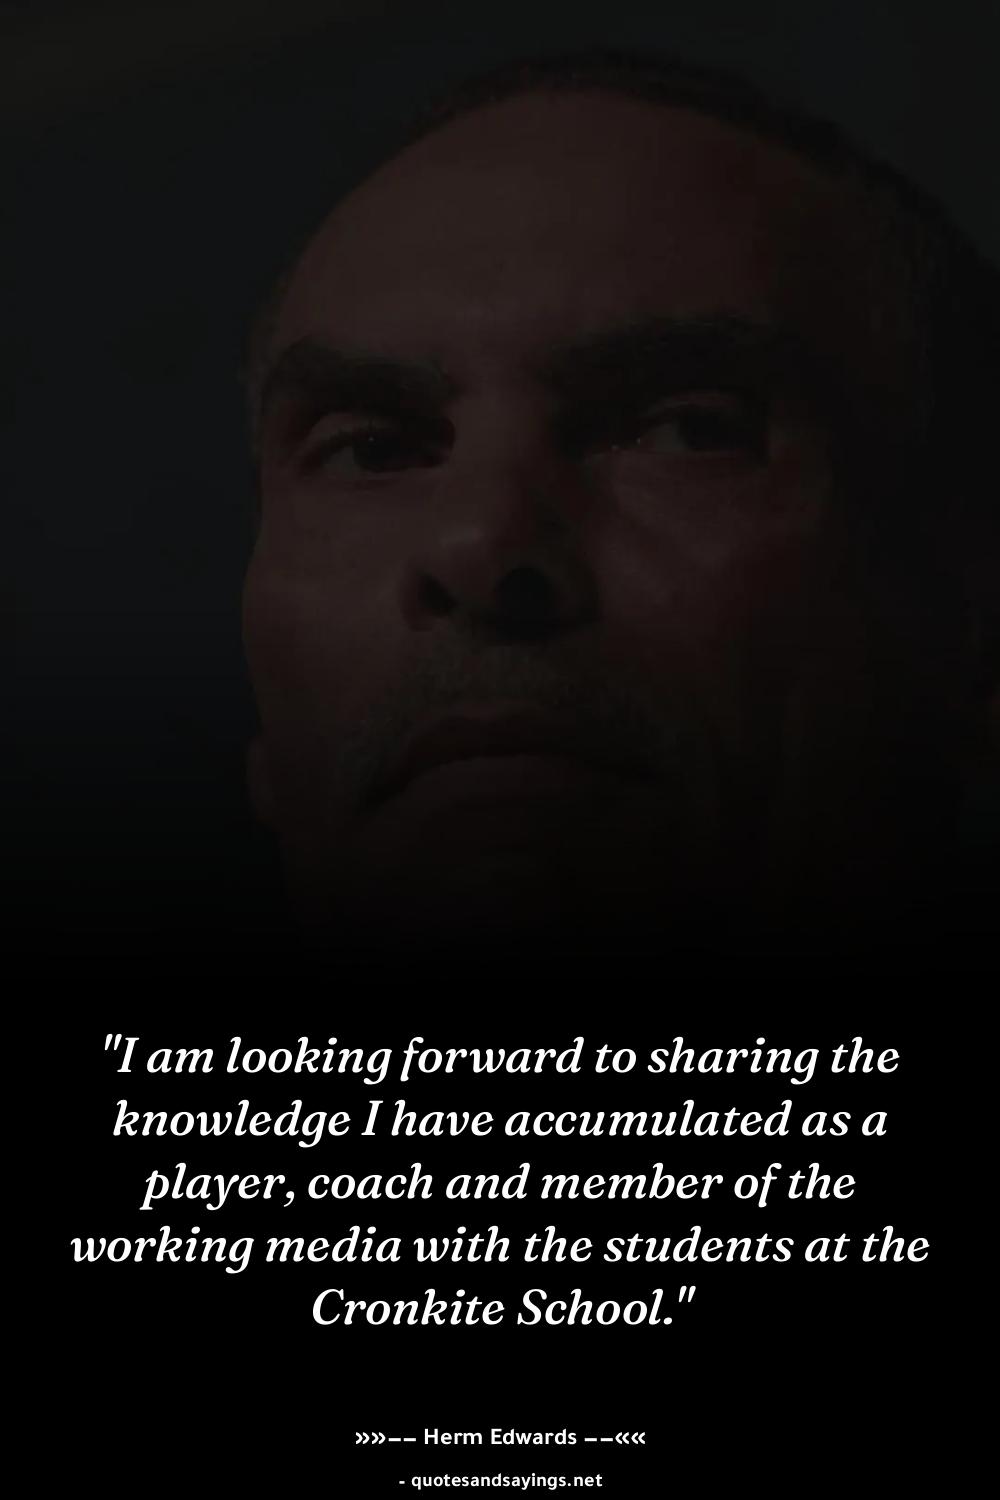 "I am looking forward to sharing the
knowledge I have accumulated as a
player, coach and member of the
working media with the students at the
Cronkite School."
»»–– Herm Edwards ––««
- quotesandsayings.net